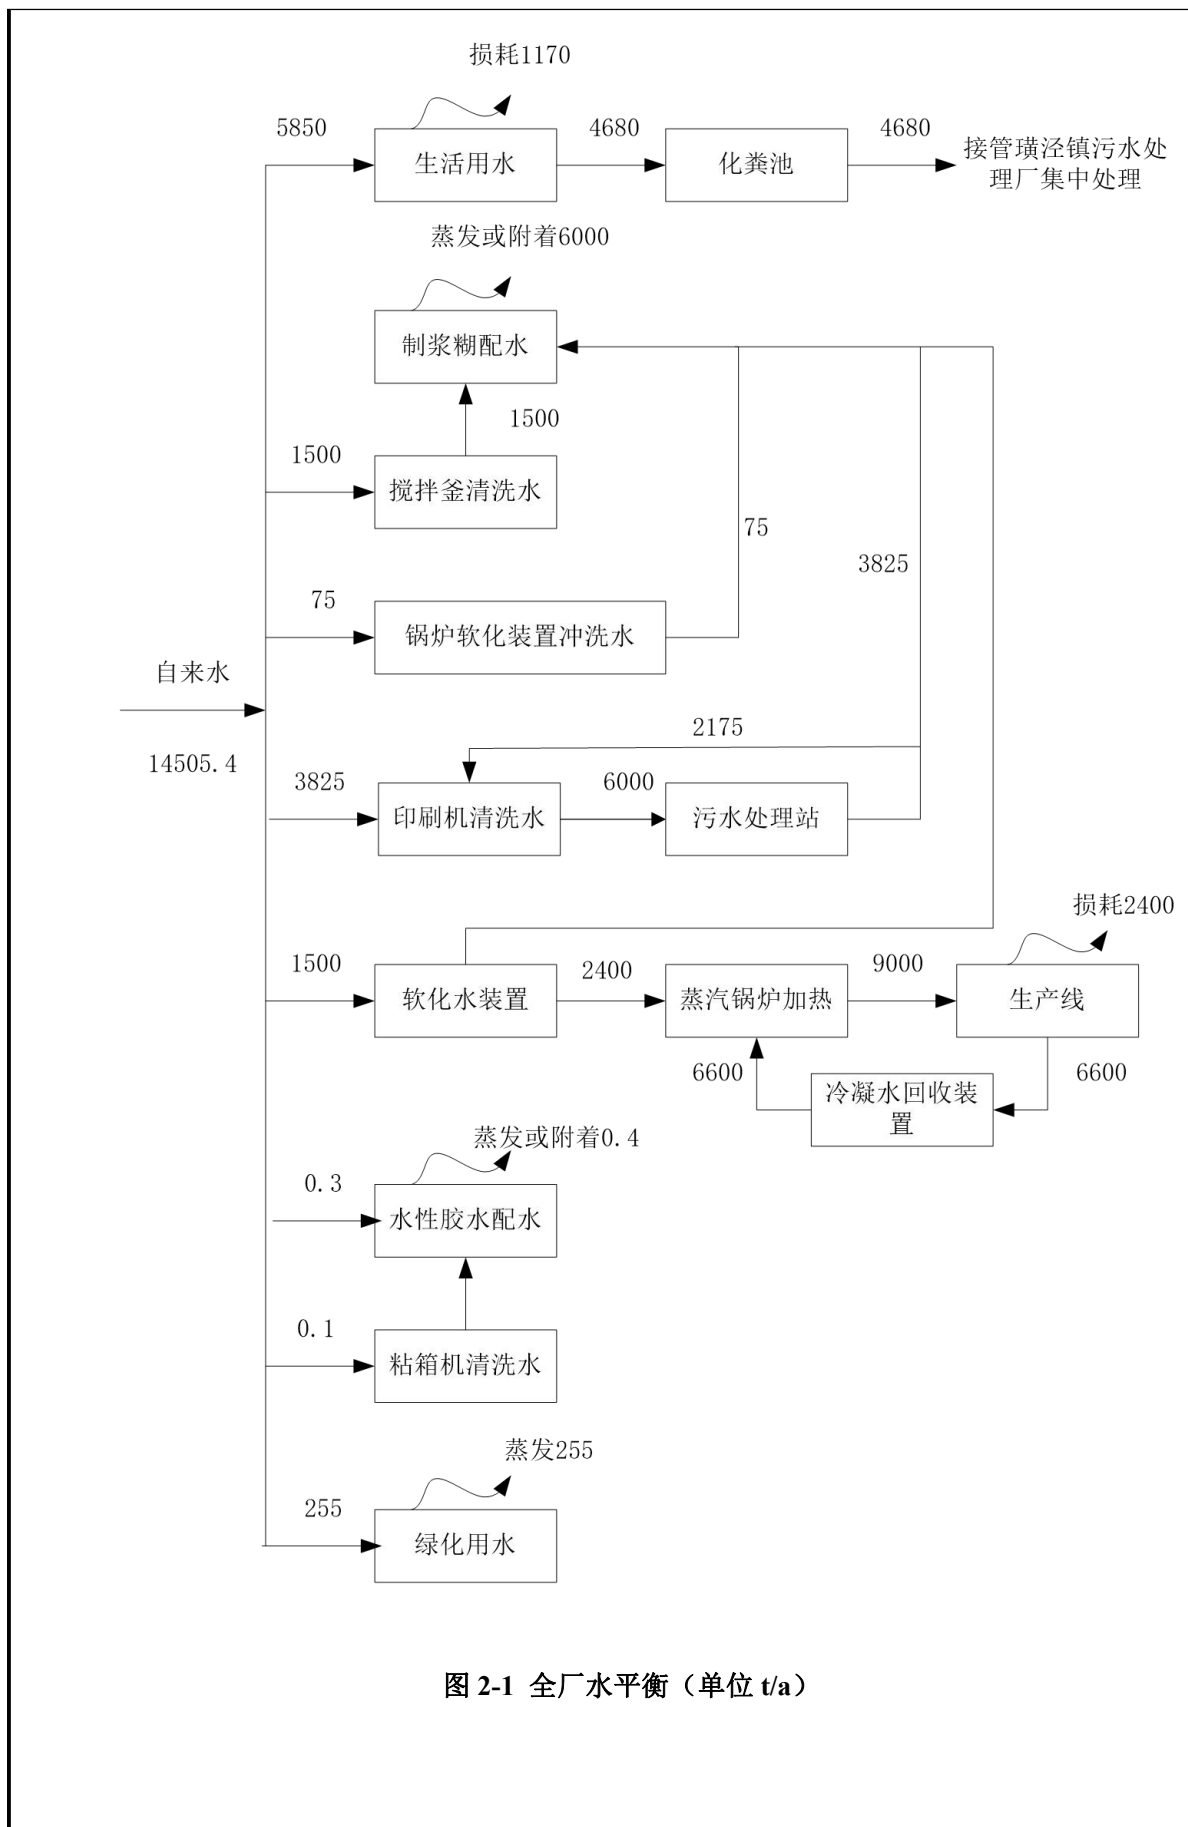 损耗1170
5850
生活用水
4680
化粪池
4680
接管璜泾镇污水处
理厂集中处理
蒸发或附着6000
制浆糊配水
1500
1500
搅拌釜清洗水
75
3825
75
锅炉软化装置冲洗水
自来水
14505.4
2175
3825
印刷机清洗水
6000
污水处理站
损耗2400
1500
软化水装置
2400
蒸汽锅炉加热
9000
生产线
6600
6600
冷凝水回收装
置
蒸发或附着0.4
0.3
水性胶水配水
0.1
粘箱机清洗水
蒸发255
255
绿化用水
图 2-1 全厂水平衡（单位 t/a）